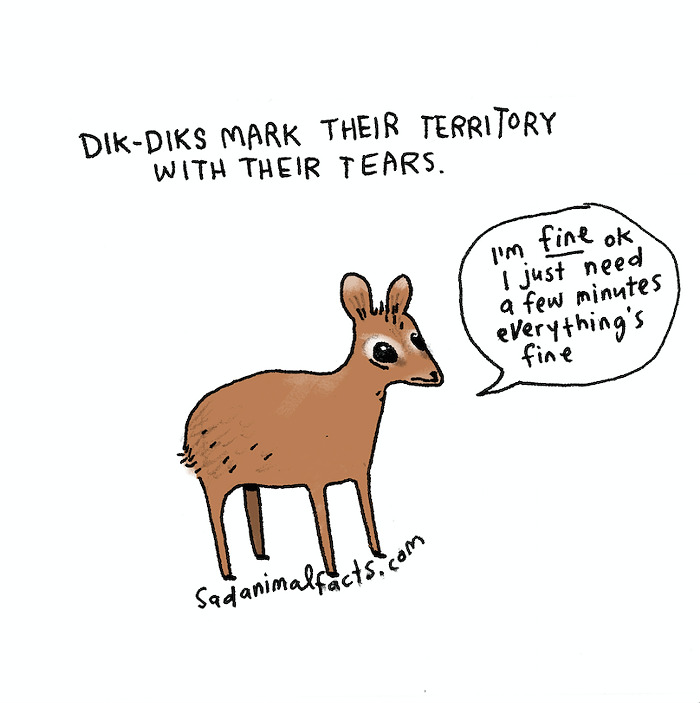 DIK-DIKS MARK THEIR TERRITORY
WITH THEIR TEARS.
I'm fine ok
I just need
a few minutes
everything's
fine
Sadanimalfacts.com